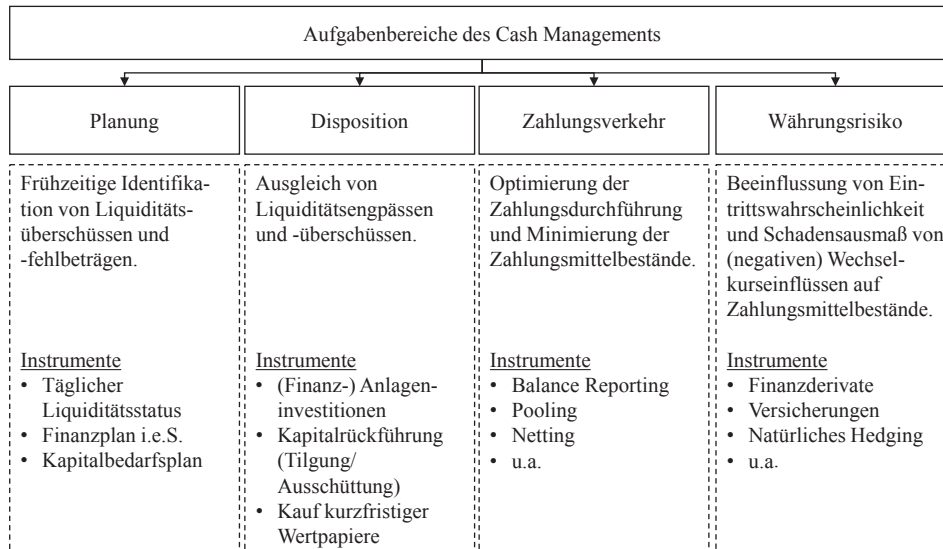 Aufgabenbereiche des Cash Managements
Planung
Disposition
Zahlungsverkehr
Währungsrisiko
Frühzeitige Identifika-
tion von Liquiditäts-
überschüssen und
-fehlbeträgen.
Instrumente
• Täglicher
Liquiditätsstatus
• Finanzplan i.e.S.
• Kapitalbedarfsplan
Ausgleich von
Liquiditätsengpässen
und -überschüssen.
Instrumente
• (Finanz-) Anlagen-
investitionen
• Kapitalrückführung
(Tilgung/
Ausschüttung)
• Kauf kurzfristiger
Wertpapiere
Optimierung der
Zahlungsdurchführung
und Minimierung der
Zahlungsmittelbestände.
Instrumente
• Balance Reporting
• Pooling
• Netting
• u.a.
Beeinflussung von Ein-
trittswahrscheinlichkeit
und Schadensausmaß von
(negativen) Wechsel-
kurseinflüssen auf
Zahlungsmittelbestände.
Instrumente
• Finanzderivate
• Versicherungen
• Natürliches Hedging
• u.a.